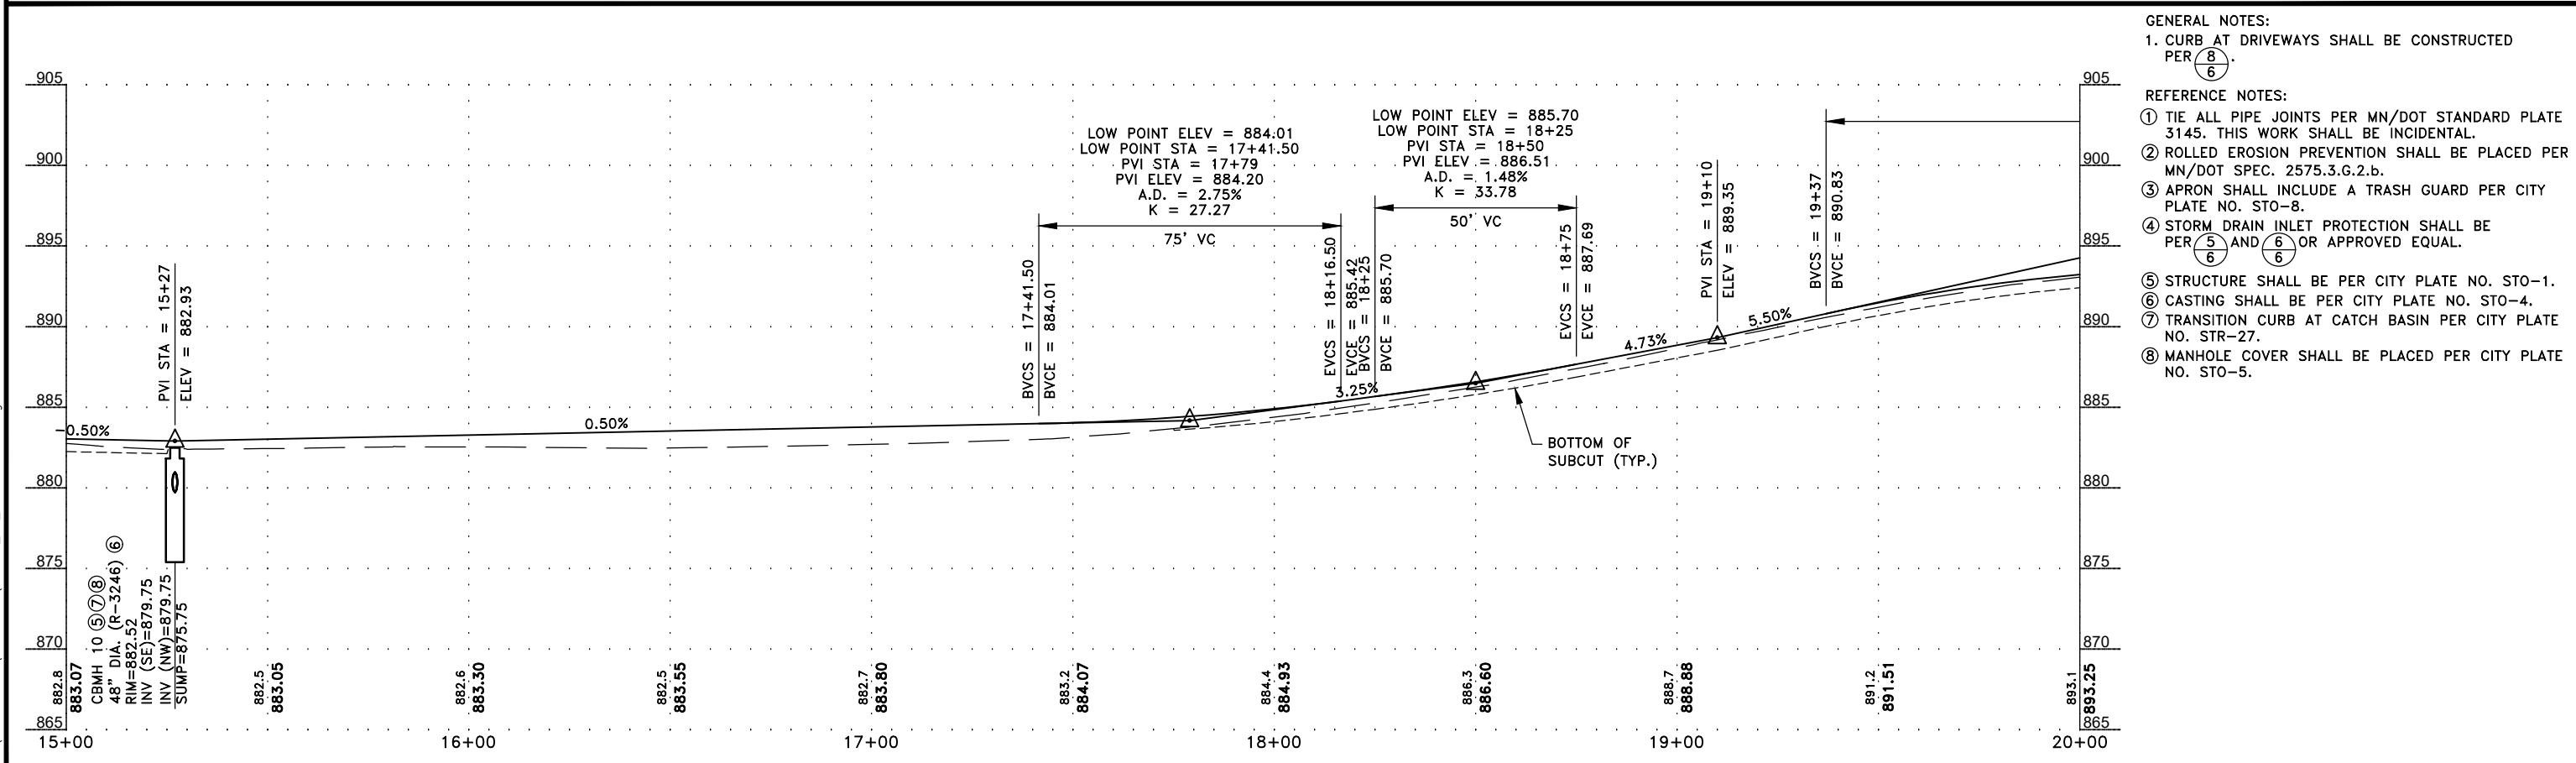 GENERAL NOTES:
1. CURB AT DRIVEWAYS SHALL BE CONSTRUCTED
PER 8/6.
REFERENCE NOTES:
① TIE ALL PIPE JOINTS PER MN/DOT STANDARD PLATE
3145. THIS WORK SHALL BE INCIDENTAL.
② ROLLED EROSION PREVENTION SHALL BE PLACED PER
MN/DOT SPEC. 2575.3.G.2.b.
③ APRON SHALL INCLUDE A TRASH GUARD PER CITY
PLATE NO. STO-8.
④ STORM DRAIN INLET PROTECTION SHALL BE
PER 5/6 AND 6/6 OR APPROVED EQUAL.
⑤ STRUCTURE SHALL BE PER CITY PLATE NO. STO-1.
⑥ CASTING SHALL BE PER CITY PLATE NO. STO-4.
⑦ TRANSITION CURB AT CATCH BASIN PER CITY PLATE
NO. STR-27.
⑧ MANHOLE COVER SHALL BE PLACED PER CITY PLATE
NO. STO-5.
905
900
895
890
885
880
875
870
865
LOW POINT ELEV = 884.01
LOW POINT STA = 17+41.50
PVI STA = 17+79
PVI ELEV = 884.20
A.D. = 2.75%
K = 27.27
75' VC
LOW POINT ELEV = 885.70
LOW POINT STA = 18+25
PVI STA = 18+50
PVI ELEV = 886.51
A.D. = 1.48%
K = 33.78
50' VC
PVI STA = 15+27
ELEV = 882.93
BVCS = 17+41.50
BVCE = 884.01
EVCS = 18+16.50
EVCE = 885.42
BVCS = 18+25
BVCE = 885.70
EVCS = 18+75
EVCE = 887.69
PVI STA = 19+10
ELEV = 889.35
BVCS = 19+37
BVCE = 890.83
-0.50%
0.50%
3.25%
4.73%
5.50%
BOTTOM OF
SUBCUT (TYP.)
CBMH 10 ⑤⑦⑧
48" DIA. (R-3246) ⑥
RIM=882.52
INV (SE)=879.75
INV (NW)=879.75
SUMP=875.75
882.8
883.07
882.5
883.05
882.6
883.30
882.5
883.55
882.7
883.80
883.2
884.07
884.4
884.93
886.3
886.60
888.7
888.88
891.2
891.51
893.1
893.25
905
900
895
890
885
880
875
870
865
15+00
16+00
17+00
18+00
19+00
20+00